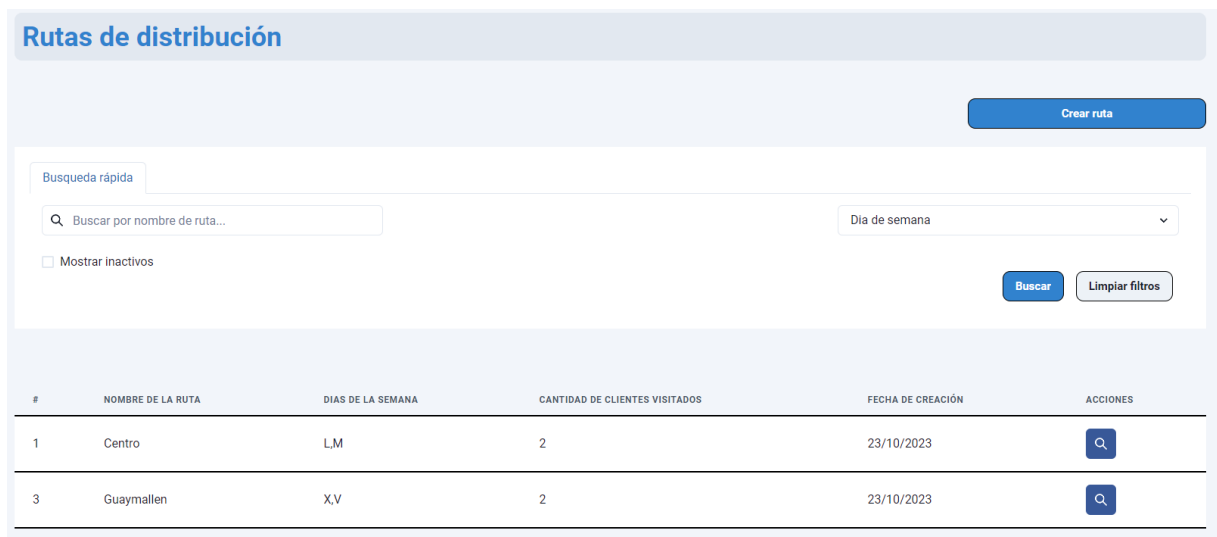 Rutas de distribución
Crear ruta
Busqueda rápida
Buscar por nombre de ruta...
Dia de semana
Mostrar inactivos
Buscar
Limpiar filtros
# NOMBRE DE LA RUTA DIAS DE LA SEMANA CANTIDAD DE CLIENTES VISITADOS FECHA DE CREACIÓN ACCIONES
1 Centro L,M 2 23/10/2023
3 Guaymallen X,V 2 23/10/2023